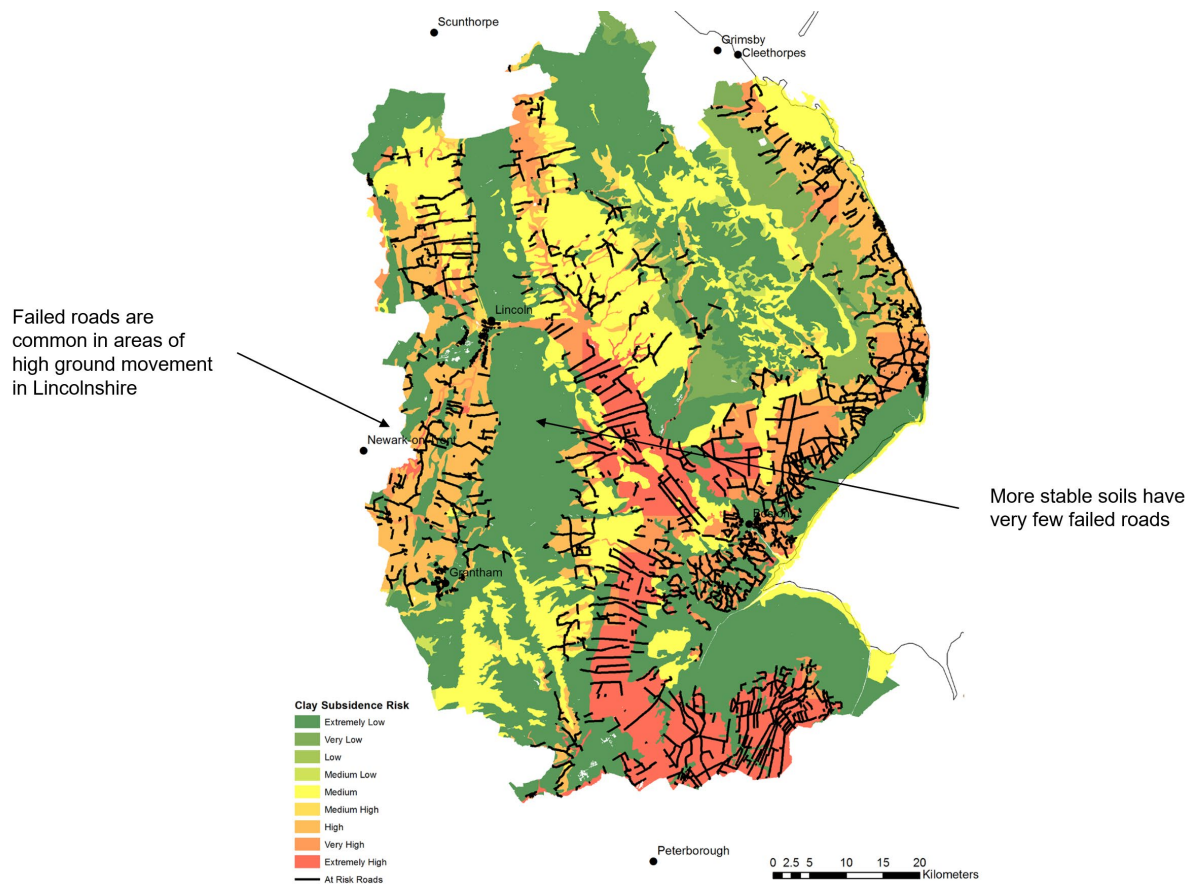 Scunthorpe
Grimsby
Cleethorpes
Failed roads are
common in areas of
high ground movement
in Lincolnshire
Lincoln
Newark-on-Trent
More stable soils have
very few failed roads
Boston
Grantham
Clay Subsidence Risk
Extremely Low
Very Low
Low
Medium Low
Medium
Medium High
High
Very High
Extremely High
At Risk Roads
Peterborough
0 2.5 5 10 15 20
Kilometers